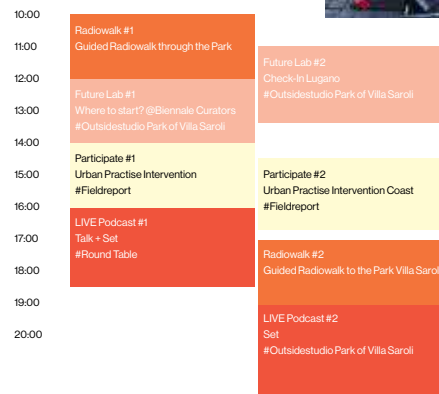 10:00
11:00
12:00
13:00
14:00
15:00
16:00
17:00
18:00
19:00
20:00
Radiowalk #1
Guided Radiowalk through the Park
Future Lab #1
Where to start? @Biennale Curators
#Outsidestudio Park of Villa Saroli
Participate #1
Urban Practise Intervention
#Fieldreport
LIVE Podcast #1
Talk + Set
#Round Table
Future Lab #2
Check-In Lugano
#Outsidestudio Park of Villa Saroli
Participate #2
Urban Practise Intervention Coast
#Fieldreport
Radiowalk #2
Guided Radiowalk to the Park Villa Sarol
LIVE Podcast #2
Set
#Outsidestudio Park of Villa Saroli